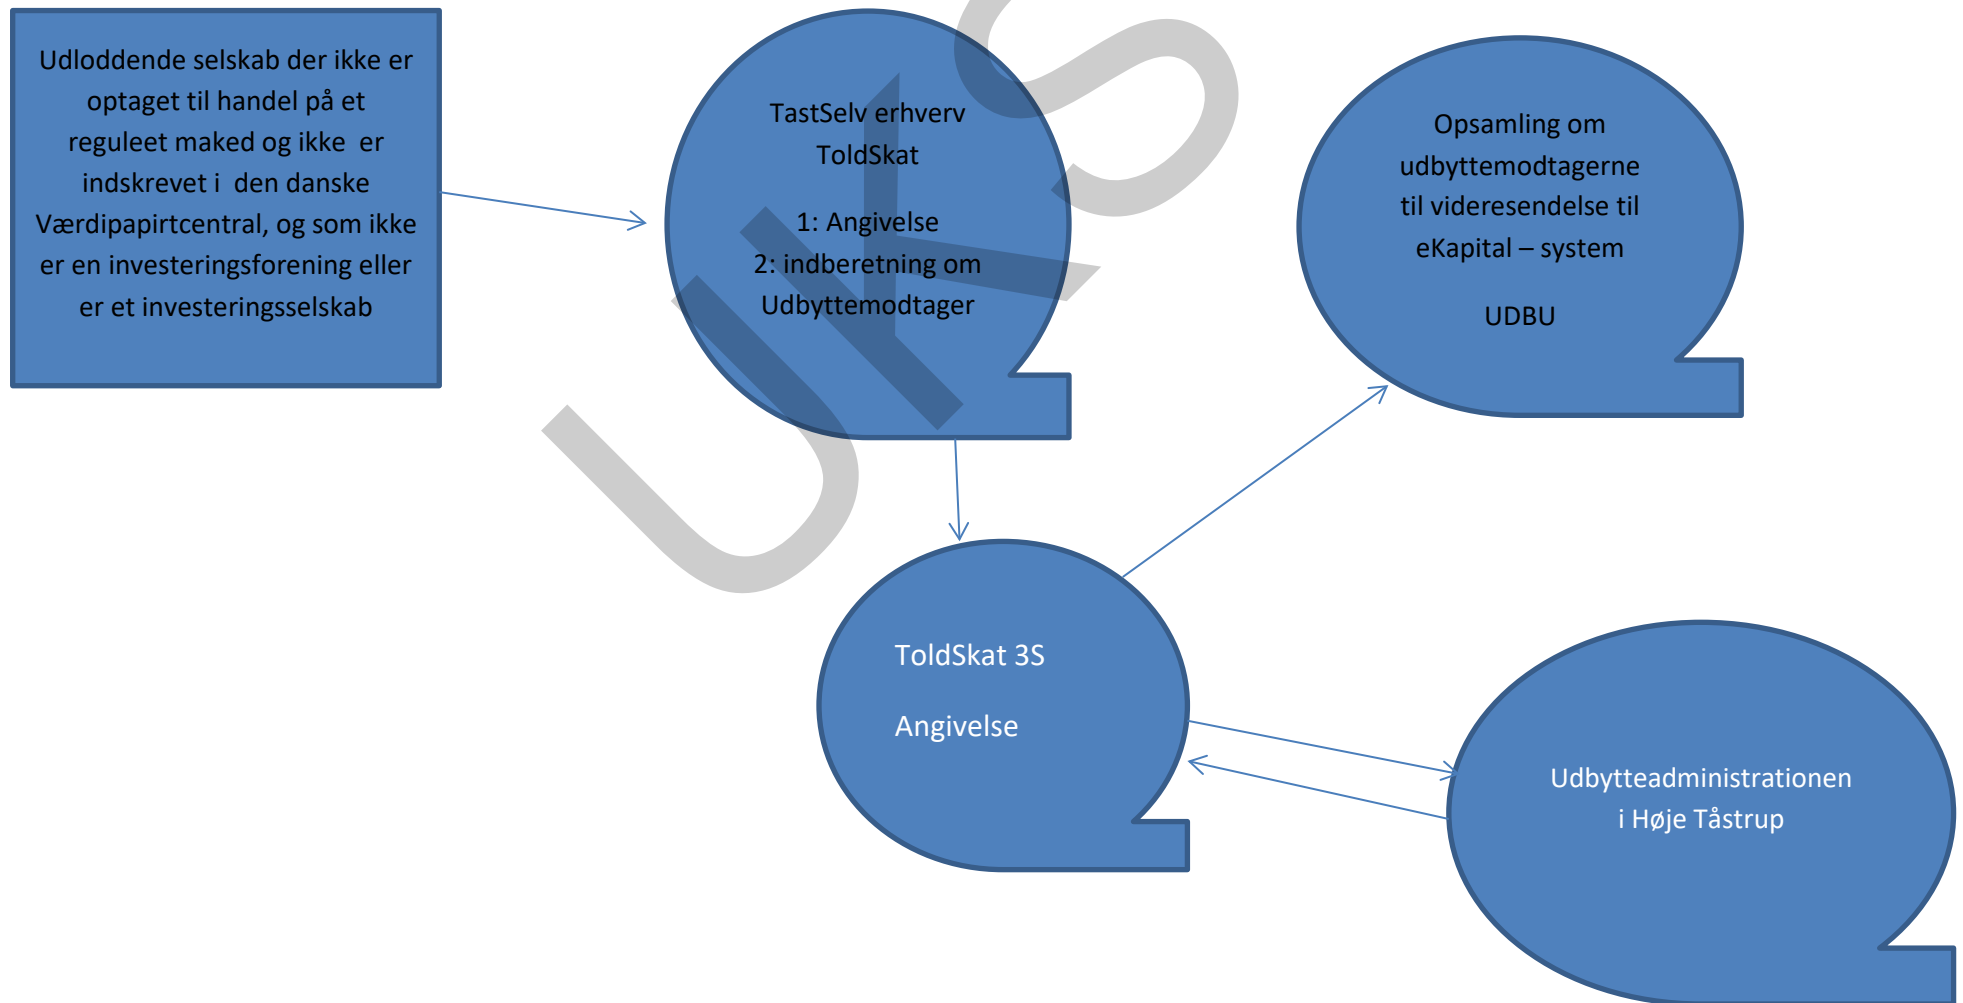 Udloddende selskab der ikke er
optaget til handel på et
reguleet maked og ikke er
indskrevet i den danske
Værdipapirtcentral, og som ikke
er en investeringsforening eller
er et investeringsselskab
TastSelv erhverv
ToldSkat
1: Angivelse
2: indberetning om
Udbyttemodtager
Opsamling om
udbyttemodtagerne
til videresendelse til
eKapital – system
UDBU
ToldSkat 3S
Angivelse
Udbytteadministrationen
i Høje Tåstrup